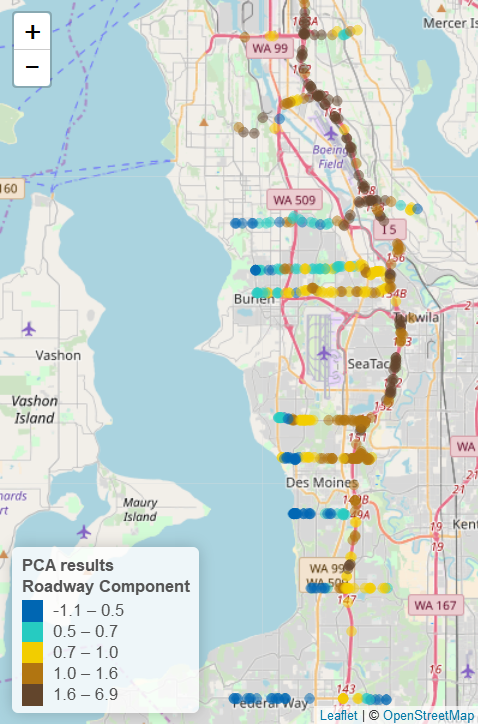 +
−
163A
Mercer Is
WA 99
162
161
Boeing
Field
158
160
WA 509
I 5
156
154B
Burien
Tukwila
153
Vashon
SeaTac
152
Vashon
Island
152
151
WA
Des Moines
149B
149A
Maury
Island
21
21
19
19
Kent
WA 99
WA 509
147
WA 167
16
143
Federal Way
PCA results
Roadway Component
-1.1 – 0.5
0.5 – 0.7
0.7 – 1.0
1.0 – 1.6
1.6 – 6.9
Leaflet | © OpenStreetMap